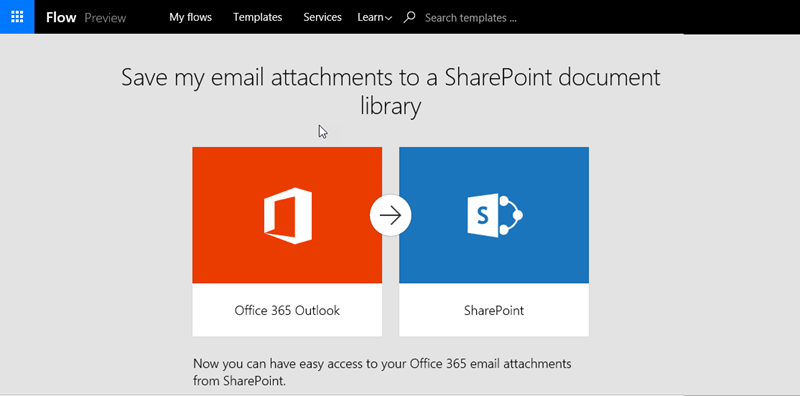 Flow Preview My flows Templates Services Learn Search templates ...
Save my email attachments to a SharePoint document
library
S
Office 365 Outlook SharePoint
Now you can have easy access to your Office 365 email attachments
from SharePoint.